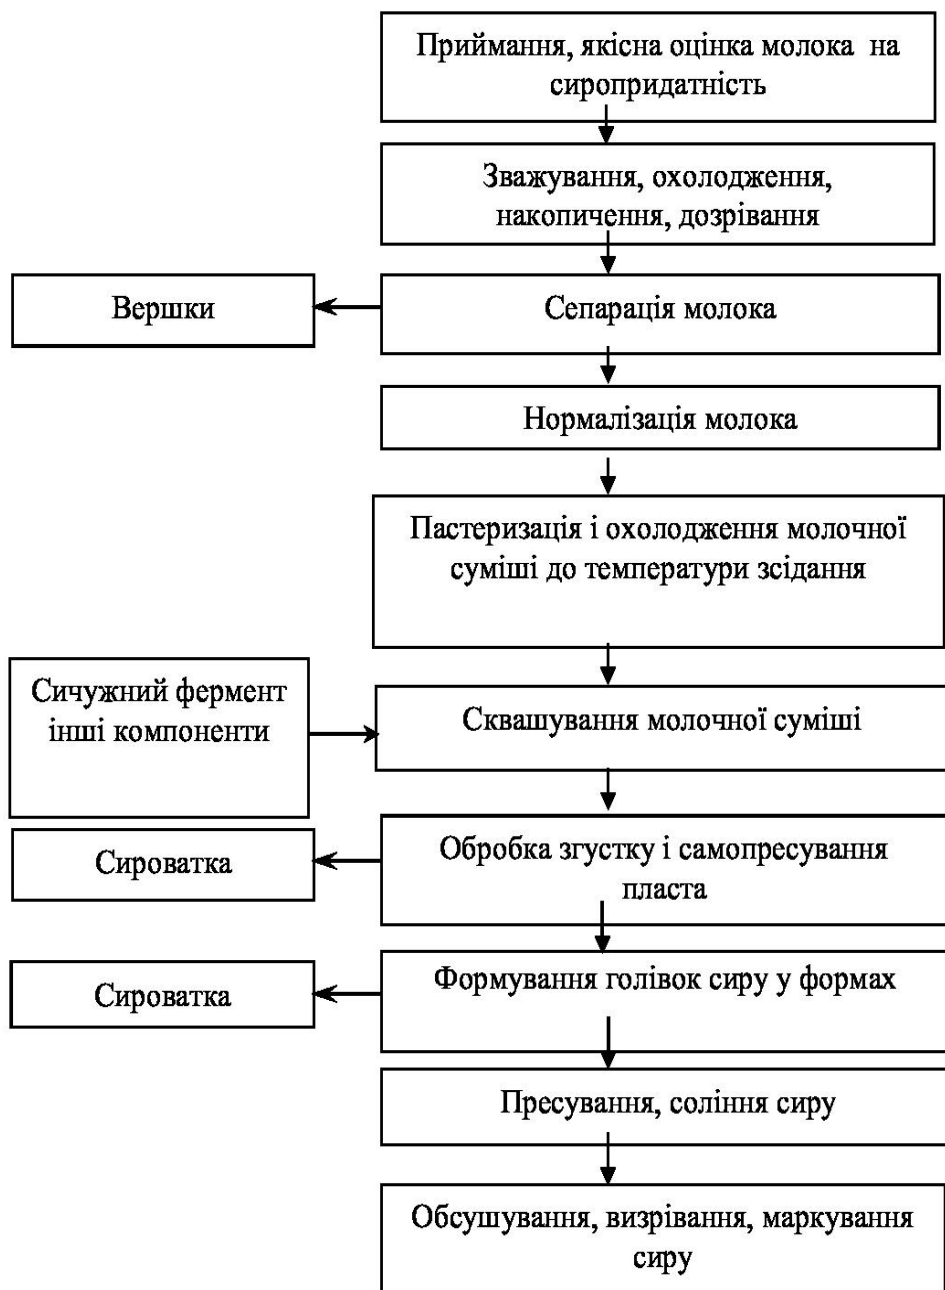 Приймання, якісна оцінка молока на
сиропридатність
Зважування, охолодження,
накопичення, дозрівання
Вершки
Сепарація молока
Нормалізація молока
Пастеризація і охолодження молочної
суміші до температури зсідання
Сичужний фермент
інші компоненти
Сквашування молочної суміші
Сироватка
Обробка згустку і самопресування
пласта
Сироватка
Формування голівок сиру у формах
Пресування, соління сиру
Обсушування, визрівання, маркування
сиру